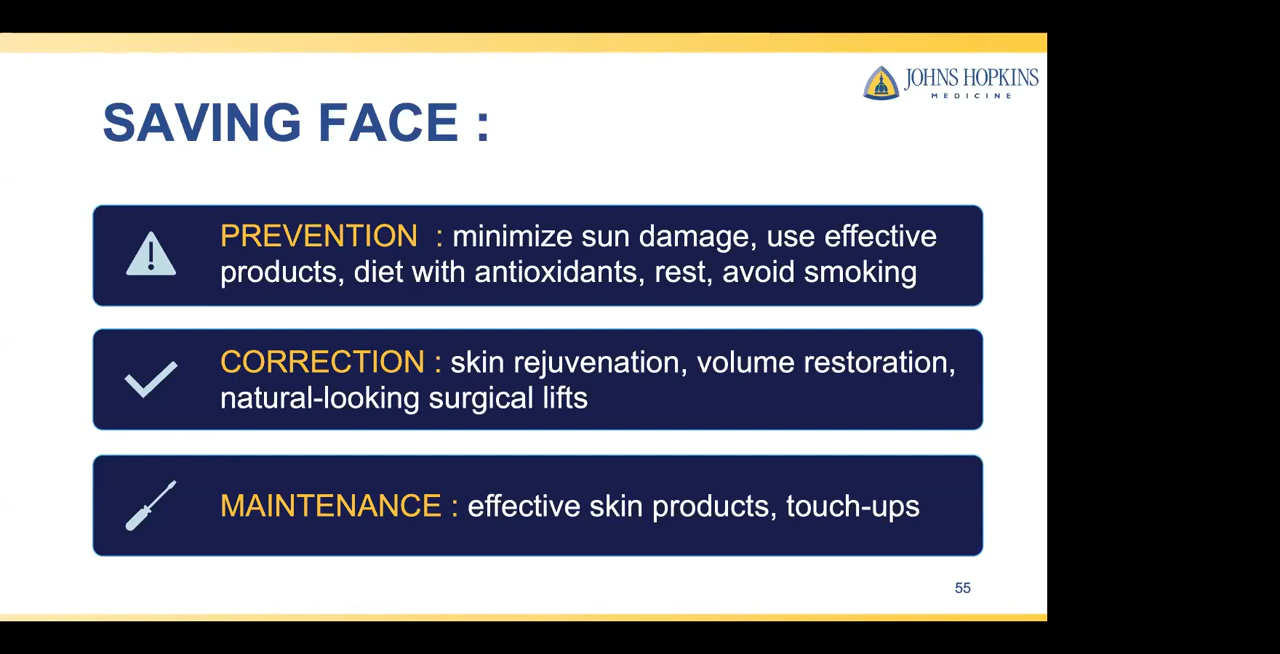 JOHNS HOPKINS
MEDICINE
SAVING FACE :
PREVENTION : minimize sun damage, use effective
products, diet with antioxidants, rest, avoid smoking
CORRECTION : skin rejuvenation, volume restoration,
natural-looking surgical lifts
MAINTENANCE : effective skin products, touch-ups
55